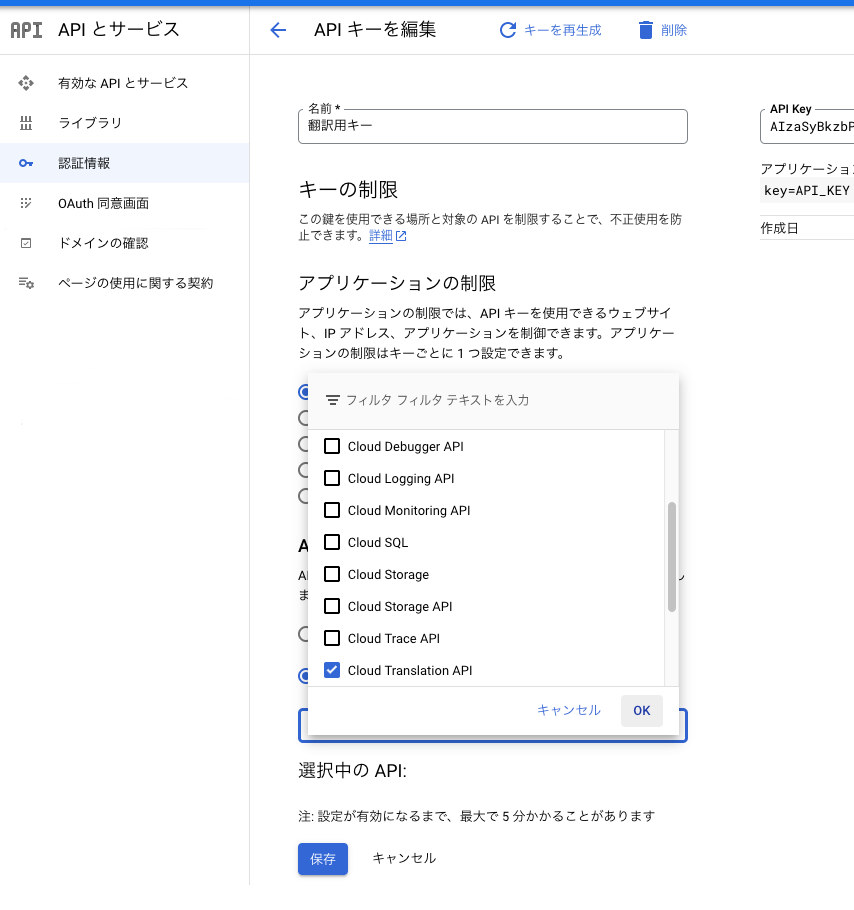 API API とサービス
API キーを編集
キーを再生成
削除
有効な API とサービス
ライブラリ
認証情報
OAuth 同意画面
ドメインの確認
ページの使用に関する契約
名前 *
翻訳用キー
キーの制限
この鍵を使用できる場所と対象の API を制限することで、不正使用を防
止できます。詳細
アプリケーションの制限
アプリケーションの制限では、API キーを使用できるウェブサイ
ト、IP アドレス、アプリケーションを制御できます。アプリケー
ションの制限はキーごとに 1 つ設定できます。
フィルタ フィルタ テキストを入力
Cloud Debugger API
Cloud Logging API
Cloud Monitoring API
Cloud SQL
Cloud Storage
Cloud Storage API
Cloud Trace API
Cloud Translation API
キャンセル
OK
選択中の API:
注: 設定が有効になるまで、最大で 5 分かかることがあります
保存
キャンセル
API Key
AIzaSyBkzbP
アプリケーション
key=API_KEY
作成日